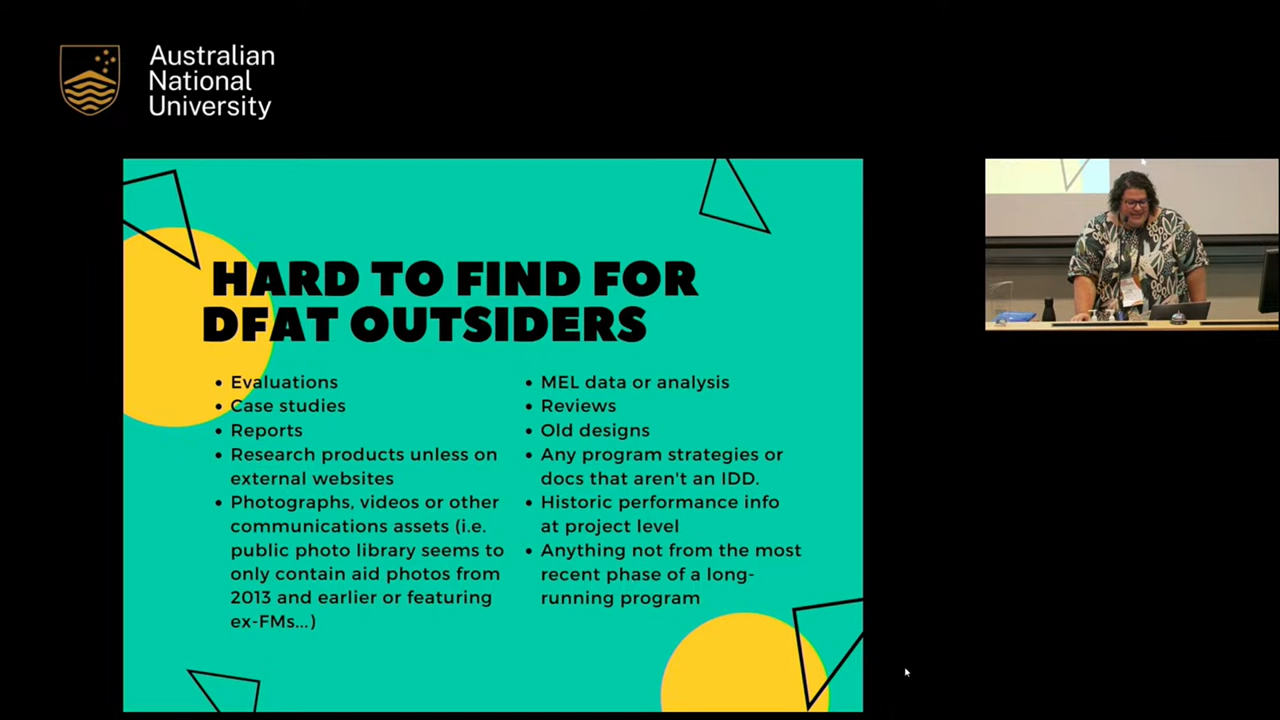 Australian
National
University
HARD TO FIND FOR
DFAT OUTSIDERS
• Evaluations
• Case studies
• Reports
• Research products unless on
external websites
• Photographs, videos or other
communications assets (i.e.
public photo library seems to
only contain aid photos from
2013 and earlier or featuring
ex-FMs...)
• MEL data or analysis
• Reviews
• Old designs
• Any program strategies or
docs that aren't an IDD.
• Historic performance info
at project level
• Anything not from the most
recent phase of a long-
running program